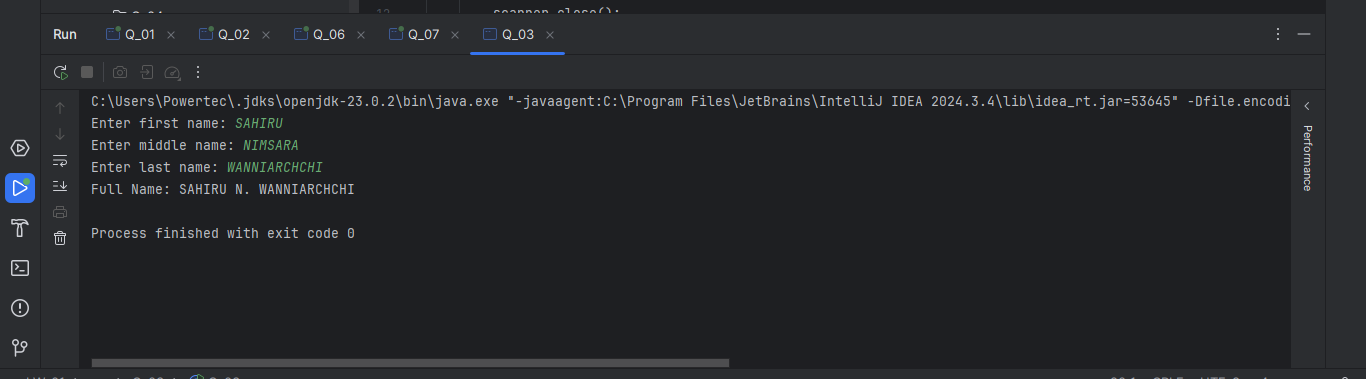 Run Q_01 Q_02 Q_06 Q_07 Q_03
C:\Users\Powertec\.jdks\openjdk-23.0.2\bin\java.exe "-javaagent:C:\Program Files\JetBrains\IntelliJ IDEA 2024.3.4\lib\idea_rt.jar=53645" -Dfile.encodi
Enter first name: SAHIRU
Enter middle name: NIMSARA
Enter last name: WANNIARCHCHI
Full Name: SAHIRU N. WANNIARCHCHI
Process finished with exit code 0
Performance